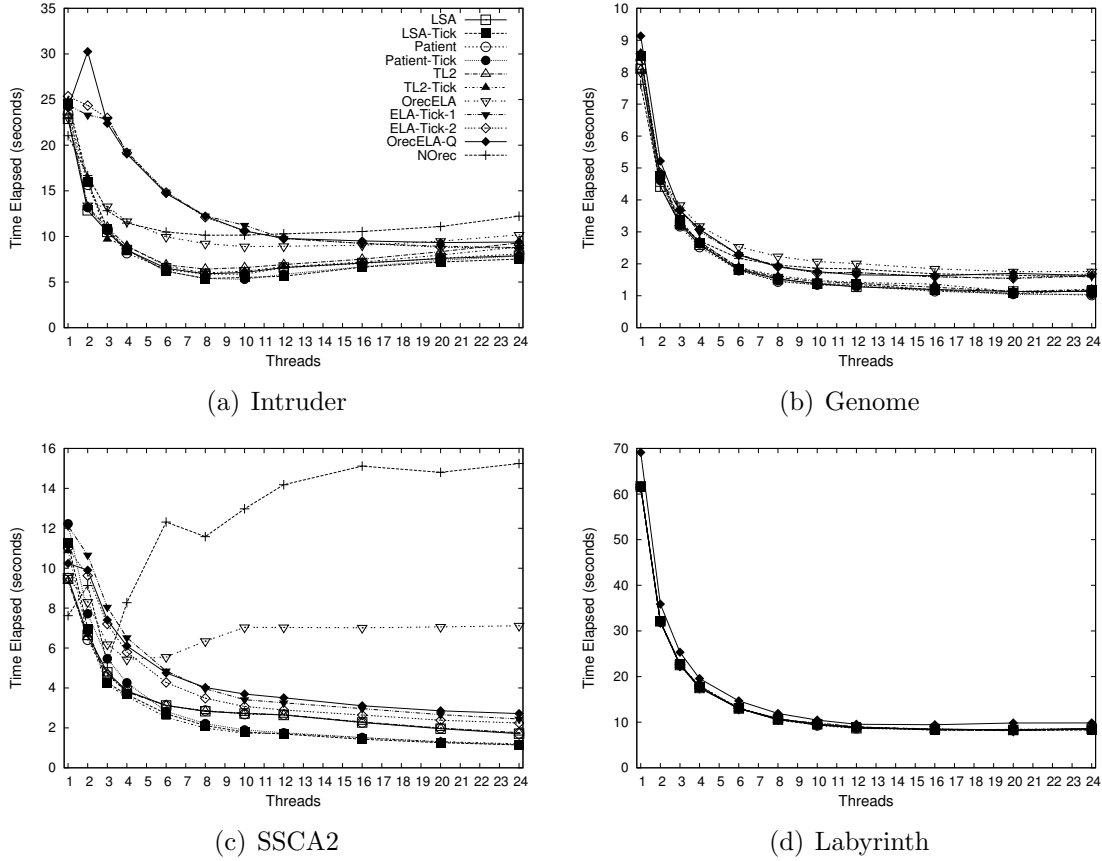 35
30
25
20
15
10
5
0
Time Elapsed (seconds)
LSA
LSA-Tick
Patient
Patient-Tick
TL2
TL2-Tick
OrecELA
ELA-Tick-1
ELA-Tick-2
OrecELA-Q
NOrec
1 2 3 4 5 6 7 8 9 10 11 12 13 14 15 16 17 18 19 20 21 22 23 24
Threads
(a) Intruder
10
9
8
7
6
5
4
3
2
1
0
Time Elapsed (seconds)
1 2 3 4 5 6 7 8 9 10 11 12 13 14 15 16 17 18 19 20 21 22 23 24
Threads
(b) Genome
16
14
12
10
8
6
4
2
0
Time Elapsed (seconds)
1 2 3 4 5 6 7 8 9 10 11 12 13 14 15 16 17 18 19 20 21 22 23 24
Threads
(c) SSCA2
70
60
50
40
30
20
10
0
Time Elapsed (seconds)
1 2 3 4 5 6 7 8 9 10 11 12 13 14 15 16 17 18 19 20 21 22 23 24
Threads
(d) Labyrinth